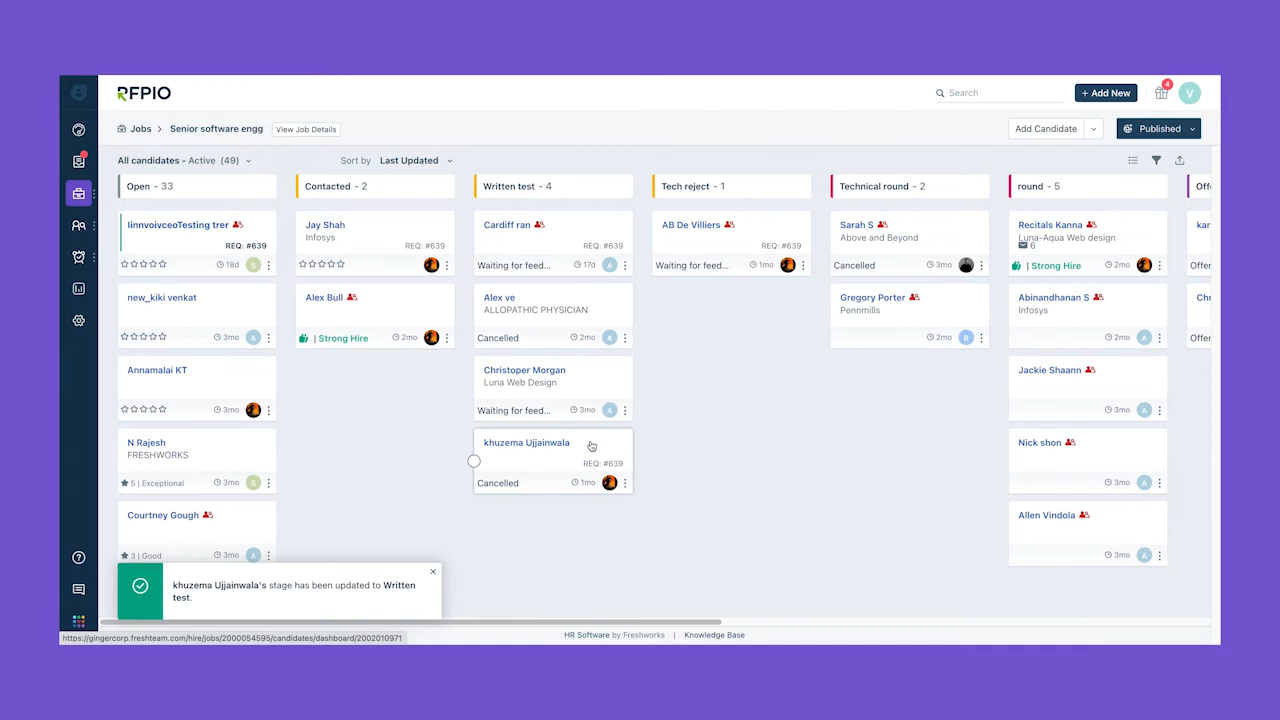 RFPIO
Search
+ Add New
4
V
Jobs > Senior software engg
View Job Details
Add Candidate
Published
All candidates - Active (49)
Sort by Last Updated
Open - 33
linnvoivceoTesting trer
REQ: #639
18d S
new_kiki venkat
3mo A
Annamalai KT
3mo
N Rajesh
FRESHWORKS
5 | Exceptional 3mo S
Courtney Gough
3 | Good 3mo A
Contacted - 2
Jay Shah
Infosys
REQ: #639
Alex Bull
| Strong Hire 2mo
Written test - 4
Cardiff ran
REQ: #639
Waiting for feed... 17d A
Alex ve
ALLOPATHIC PHYSICIAN
Cancelled 2mo A
Christoper Morgan
Luna Web Design
Waiting for feed... 3mo A
khuzema Ujjainwala
REQ: #639
Cancelled 1mo
Tech reject - 1
AB De Villiers
REQ: #639
Waiting for feed... 1mo
Technical round - 2
Sarah S
Above and Beyond
Cancelled 3mo
Gregory Porter
Pennmills
2mo R
round - 5
Recitals Kanna
Luna-Aqua Web design
6
| Strong Hire 2mo
Abinandhanan S
Infosys
2mo A
Jackie Shaann
3mo A
Nick shon
3mo A
Allen Vindola
3mo A
Off
kar
Offer
Chr
Offer
khuzema Ujjainwala's stage has been updated to Written
test.
https://gingercorp.freshteam.com/hire/jobs/2000054595/candidates/dashboard/2002010971
HR Software by Freshworks | Knowledge Base